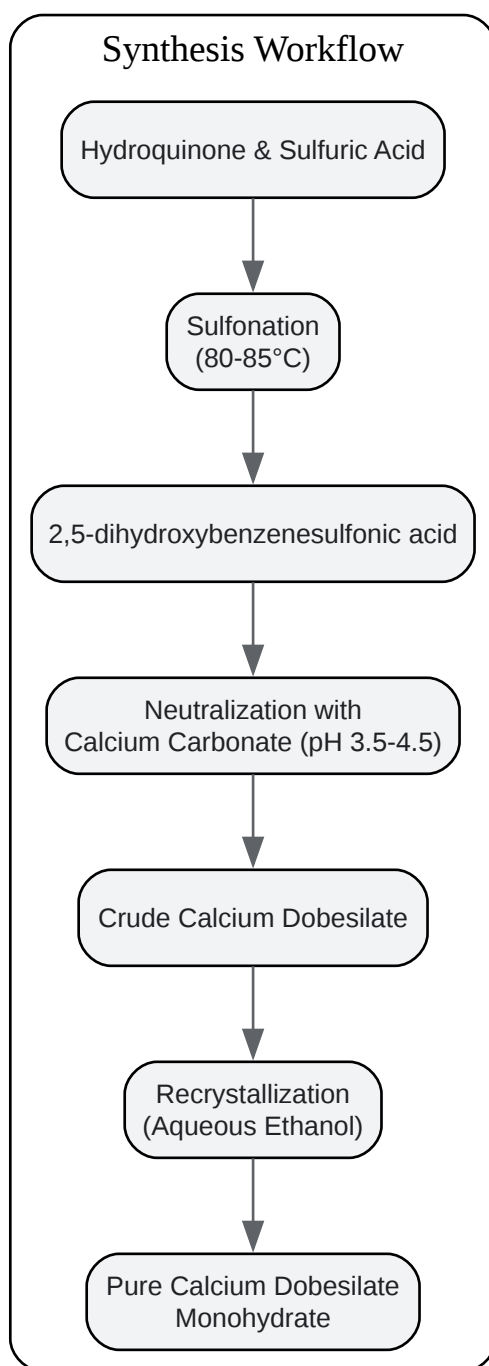 Synthesis Workflow
Hydroquinone & Sulfuric Acid
Sulfonation
(80-85°C)
2,5-dihydroxybenzenesulfonic acid
Neutralization with
Calcium Carbonate (pH 3.5-4.5)
Crude Calcium Dobesilate
Recrystallization
(Aqueous Ethanol)
Pure Calcium Dobesilate
Monohydrate